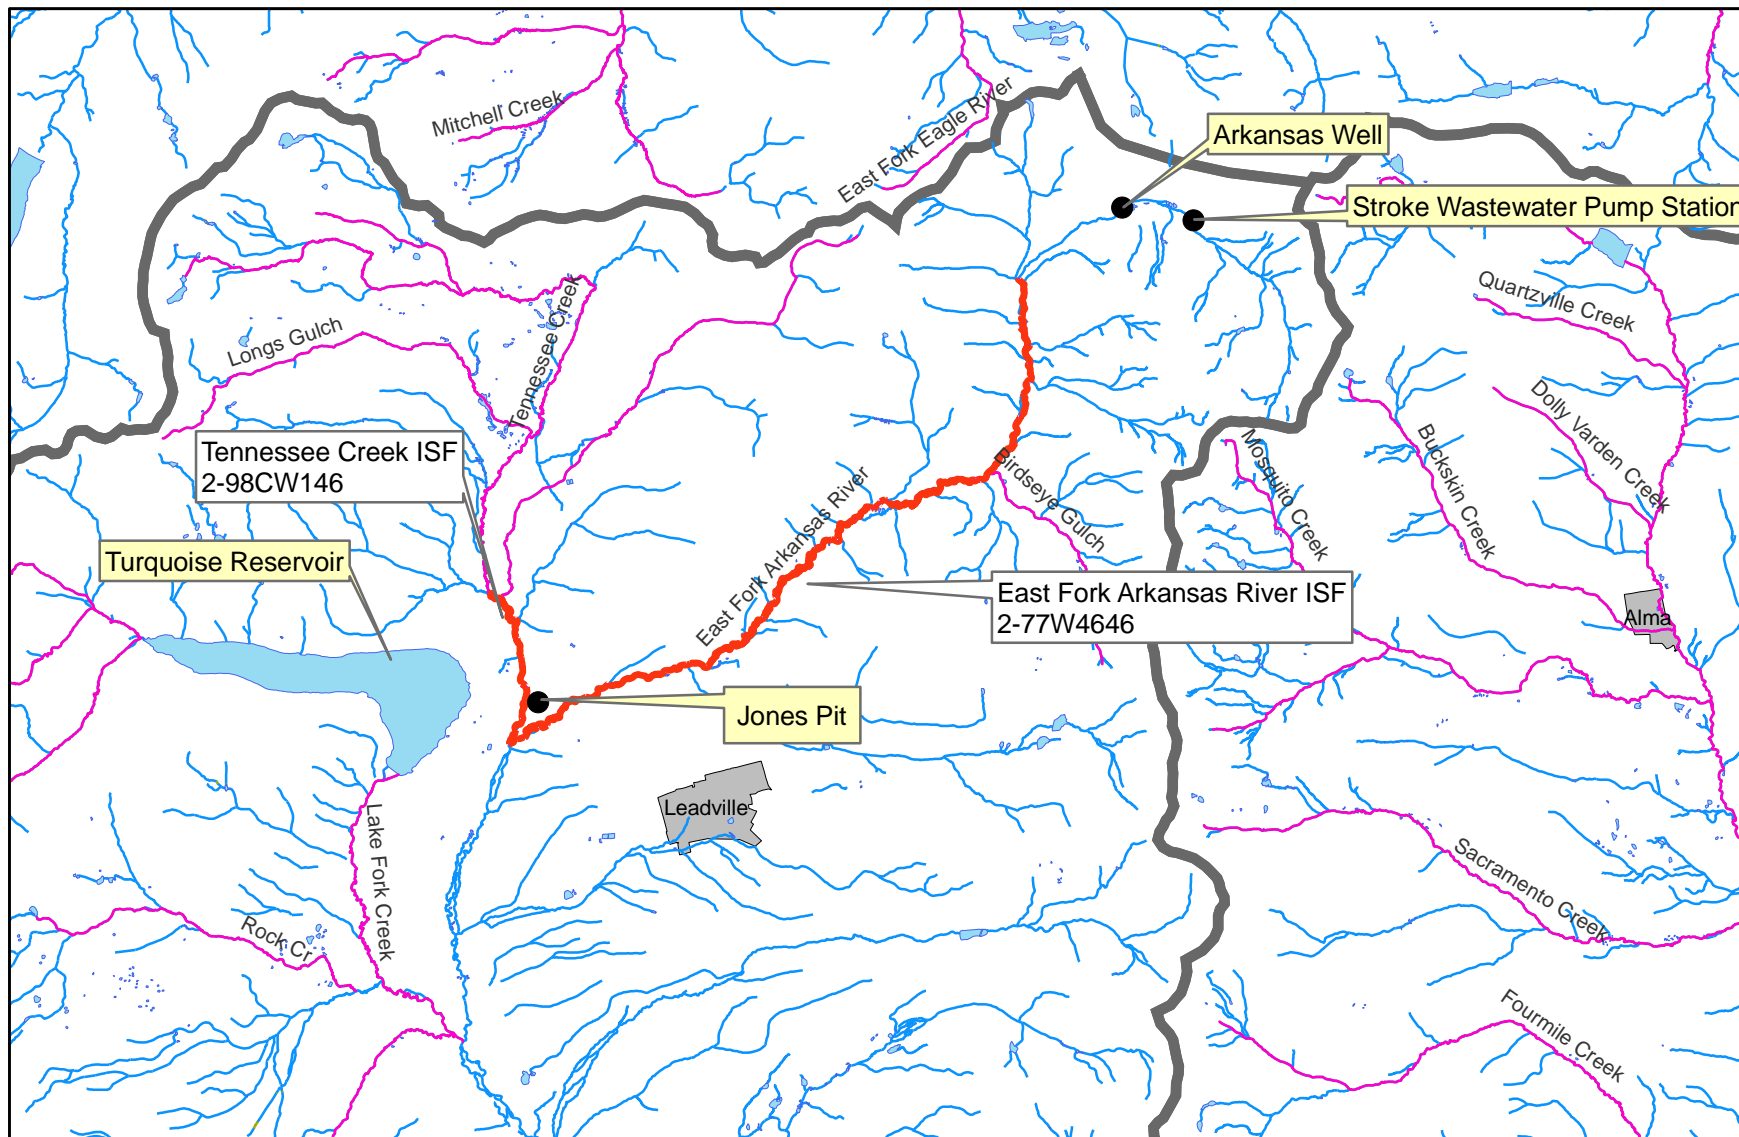 Mitchell Creek
East Fork Eagle River
Arkansas Well
Stroke Wastewater Pump Station
Quartzville Creek
Longs Gulch
Tennessee Creek
Dolly Varden Creek
Buckskin Creek
Mosquito Creek
Birdseye Gulch
Tennessee Creek ISF
2-98CW146
East Fork Arkansas River
Turquoise Reservoir
East Fork Arkansas River ISF
2-77W4646
Alma
Jones Pit
Leadville
Lake Fork Creek
Rock Cr
Sacramento Creek
Fourmile Creek